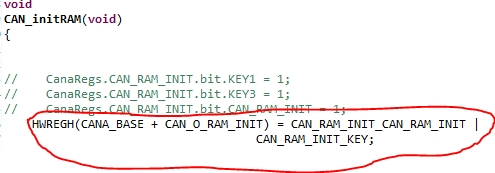 void
CAN_initRAM(void)
{
//    CanaRegs.CAN_RAM_INIT.bit.KEY1 = 1;
//    CanaRegs.CAN_RAM_INIT.bit.KEY3 = 1;
//    CanaRegs.CAN_RAM_INIT.bit.CAN_RAM_INIT = 1;
HWREGH(CANA_BASE + CAN_O_RAM_INIT) = CAN_RAM_INIT_CAN_RAM_INIT |
CAN_RAM_INIT_KEY;